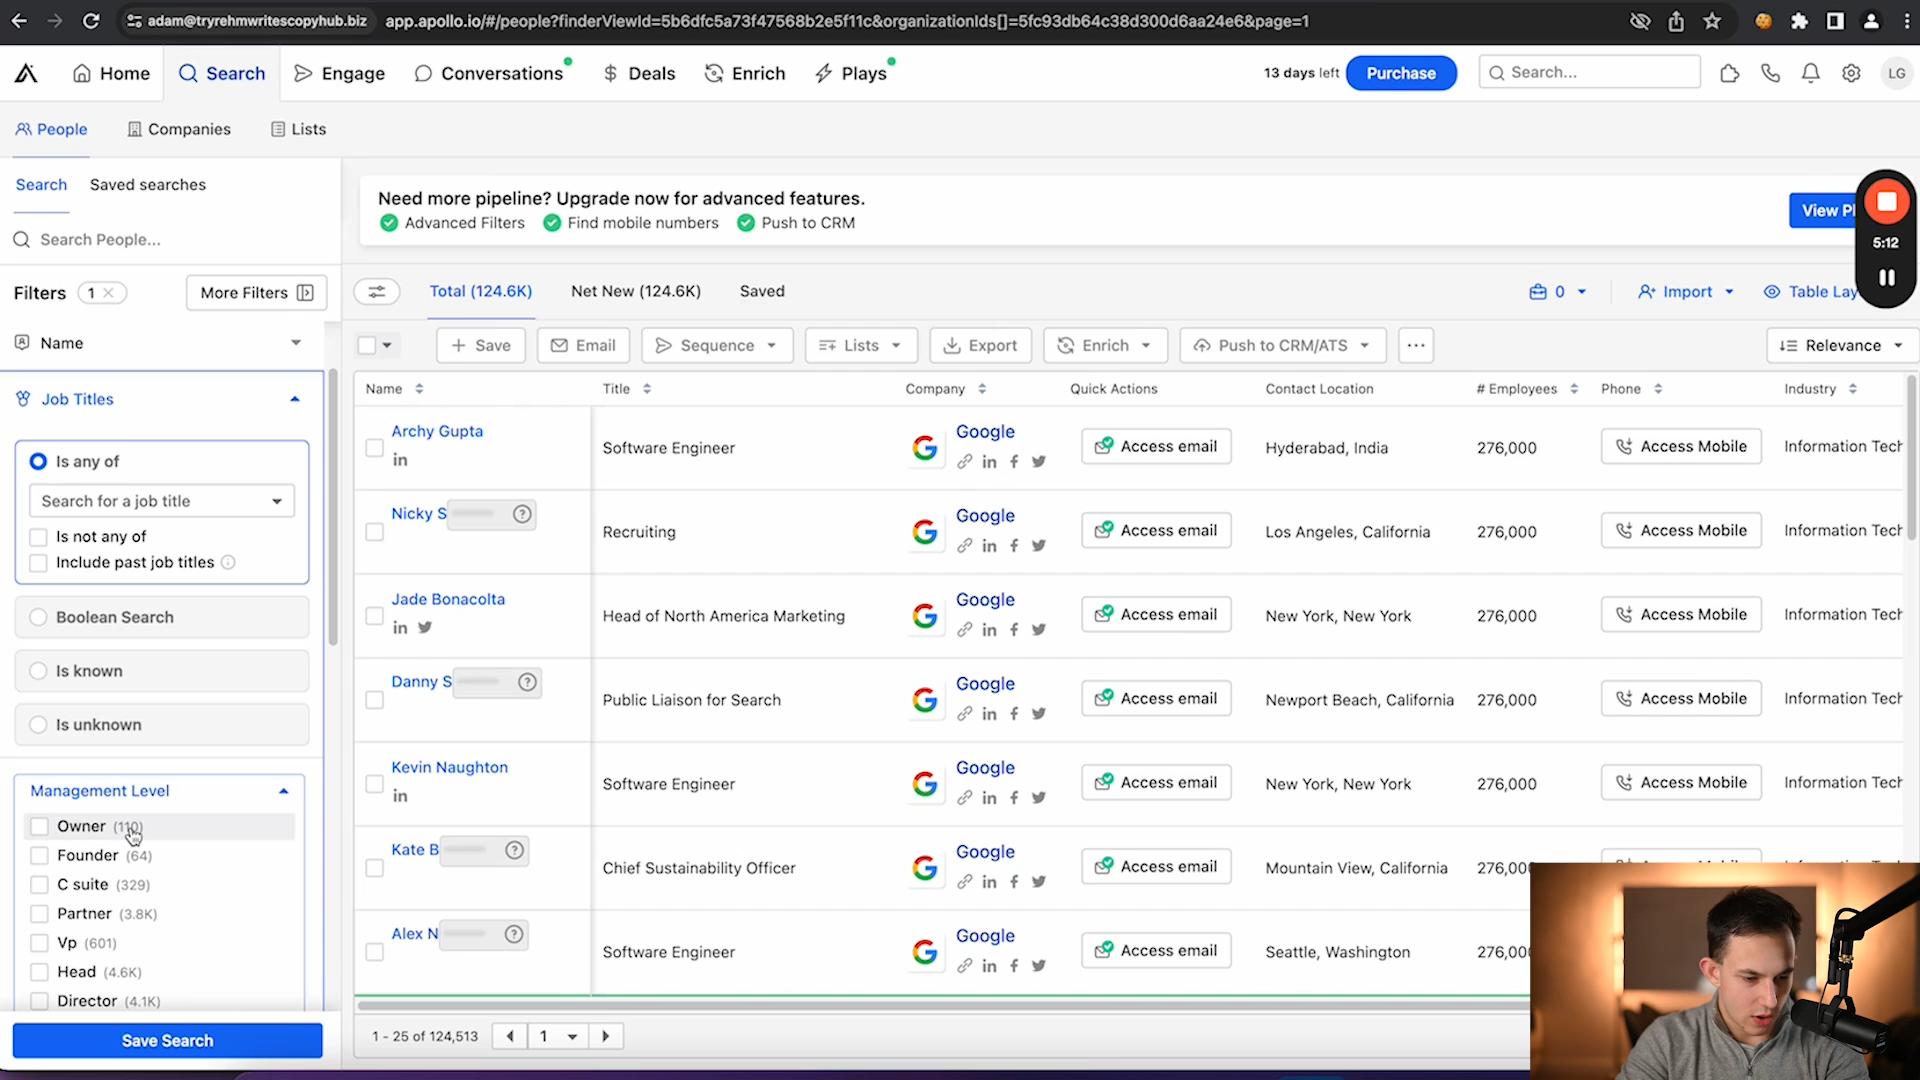 adam@tryrehmwritescopyhub.biz
app.apollo.io/#/people?finderViewId=5b6dfc5a73f47568b2e5f11c&organizationIds[]=5fc93db64c38d300d6aa24e6&page=1
Home
Search
Engage
Conversations
Deals
Enrich
Plays
13 days left
Purchase
Search...
LG
People
Companies
Lists
Search
Saved searches
Search People...
Need more pipeline? Upgrade now for advanced features.
Advanced Filters
Find mobile numbers
Push to CRM
View Pl
5:12
Filters
1
More Filters
Total (124.6K)
Net New (124.6K)
Saved
0
Import
Table Lay
Name
Save
Email
Sequence
Lists
Export
Enrich
Push to CRM/ATS
Relevance
Job Titles
Is any of
Search for a job title
Is not any of
Include past job titles
Boolean Search
Is known
Is unknown
Management Level
Owner (110)
Founder (64)
C suite (329)
Partner (3.8K)
Vp (601)
Head (4.6K)
Director (4.1K)
Save Search
Name Title Company Quick Actions Contact Location # Employees Phone Industry
Archy Gupta Software Engineer Google Access email Hyderabad, India 276,000 Access Mobile Information Tech
Nicky S Recruiting Google Access email Los Angeles, California 276,000 Access Mobile Information Tech
Jade Bonacolta Head of North America Marketing Google Access email New York, New York 276,000 Access Mobile Information Tech
Danny S Public Liaison for Search Google Access email Newport Beach, California 276,000 Access Mobile Information Tech
Kevin Naughton Software Engineer Google Access email New York, New York 276,000 Access Mobile Information Tech
Kate B Chief Sustainability Officer Google Access email Mountain View, California 276,00
Alex N Software Engineer Google Access email Seattle, Washington 276,00
1 - 25 of 124,513
1